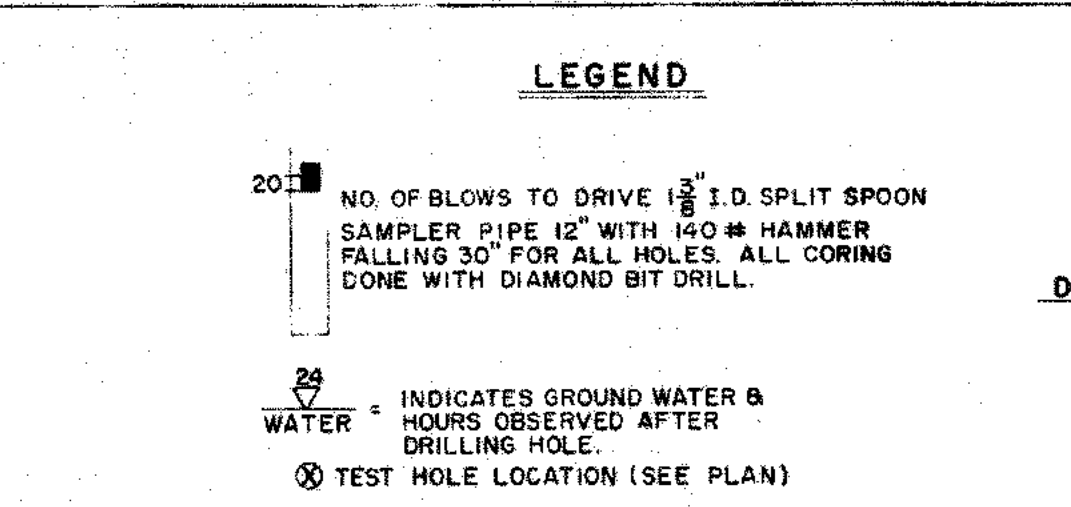 LEGEND
20 NO. OF BLOWS TO DRIVE 1 3/8" I.D. SPLIT SPOON
SAMPLER PIPE 12" WITH 140 # HAMMER
FALLING 30" FOR ALL HOLES. ALL CORING
DONE WITH DIAMOND BIT DRILL.
D
24
WATER = INDICATES GROUND WATER &
HOURS OBSERVED AFTER
DRILLING HOLE.
Ⓧ TEST HOLE LOCATION (SEE PLAN)